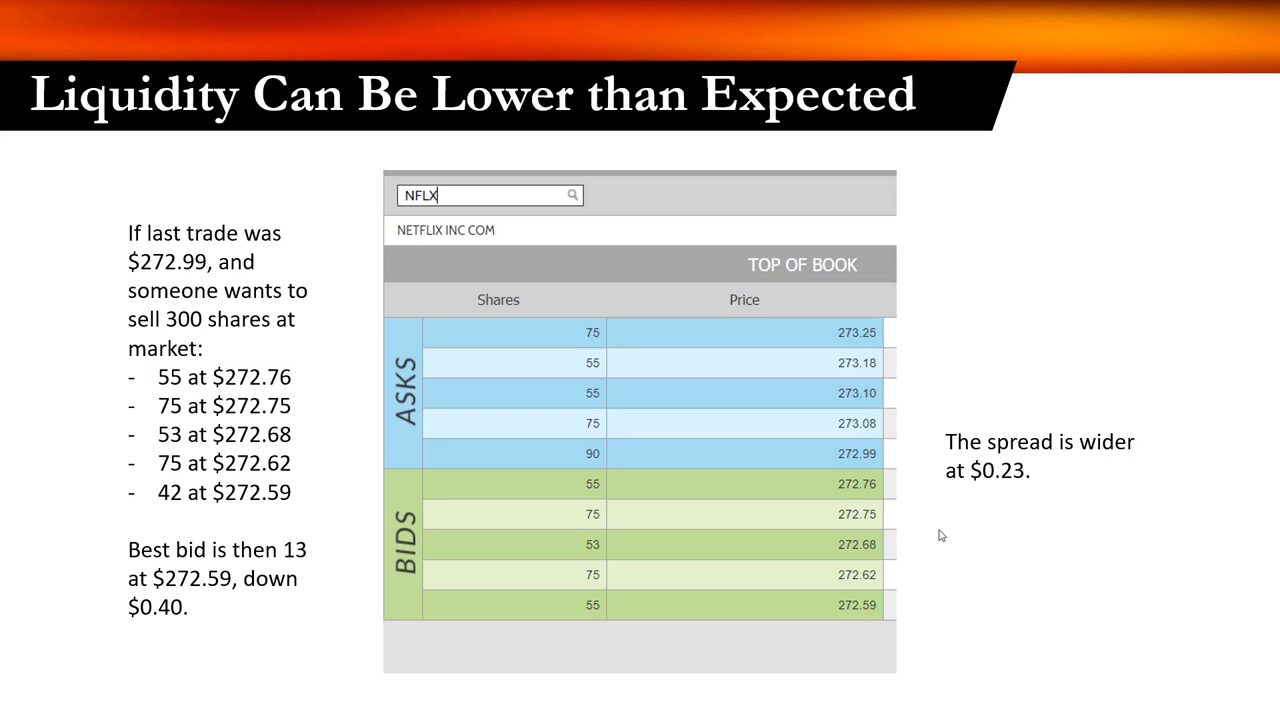 Liquidity Can Be Lower than Expected
If last trade was
$272.99, and
someone wants to
sell 300 shares at
market:
- 55 at $272.76
- 75 at $272.75
- 53 at $272.68
- 75 at $272.62
- 42 at $272.59
Best bid is then 13
at $272.59, down
$0.40.
NFLX
NETFLIX INC COM
TOP OF BOOK
Shares Price
ASKS
75 273.25
55 273.18
55 273.10
75 273.08
90 272.99
BIDS
55 272.76
75 272.75
53 272.68
75 272.62
55 272.59
The spread is wider
at $0.23.